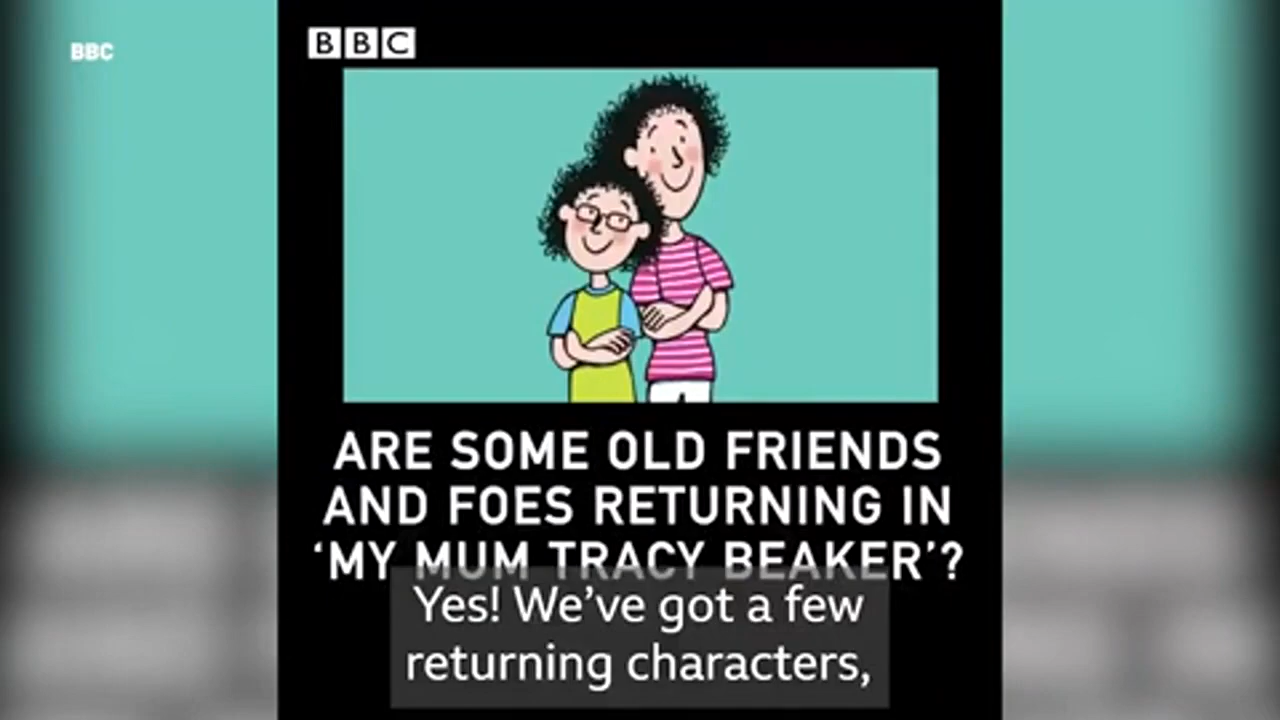 BBC
BBC
ARE SOME OLD FRIENDS
AND FOES RETURNING IN
‘MY MUM TRACY BEAKER’?
Yes! We’ve got a few
returning characters,